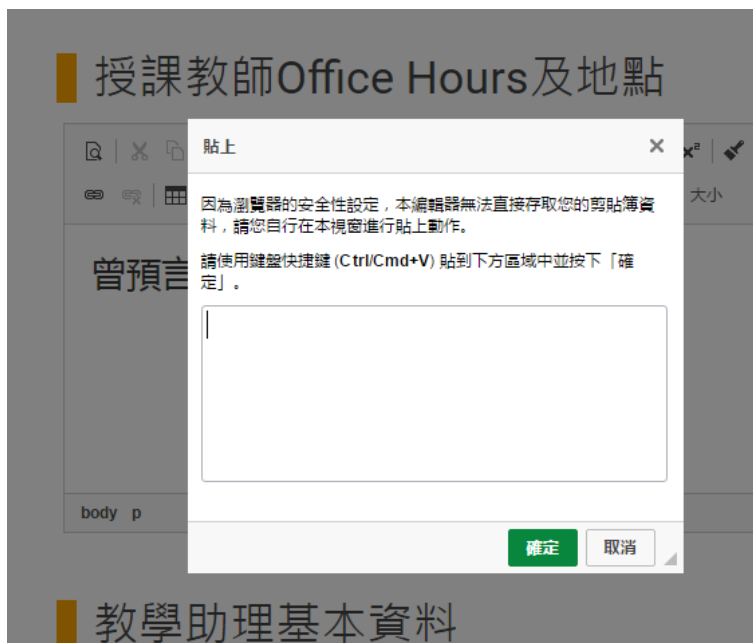 授課教師Office Hours及地點
貼上
大小
因為瀏覽器的安全性設定，本編輯器無法直接存取您的剪貼簿資
料，請您自行在本視窗進行貼上動作。
請使用鍵盤快捷鍵 (Ctrl/Cmd+V) 貼到下方區域中並按下「確
定」。
曾預言
body p
確定 取消
教學助理基本資料